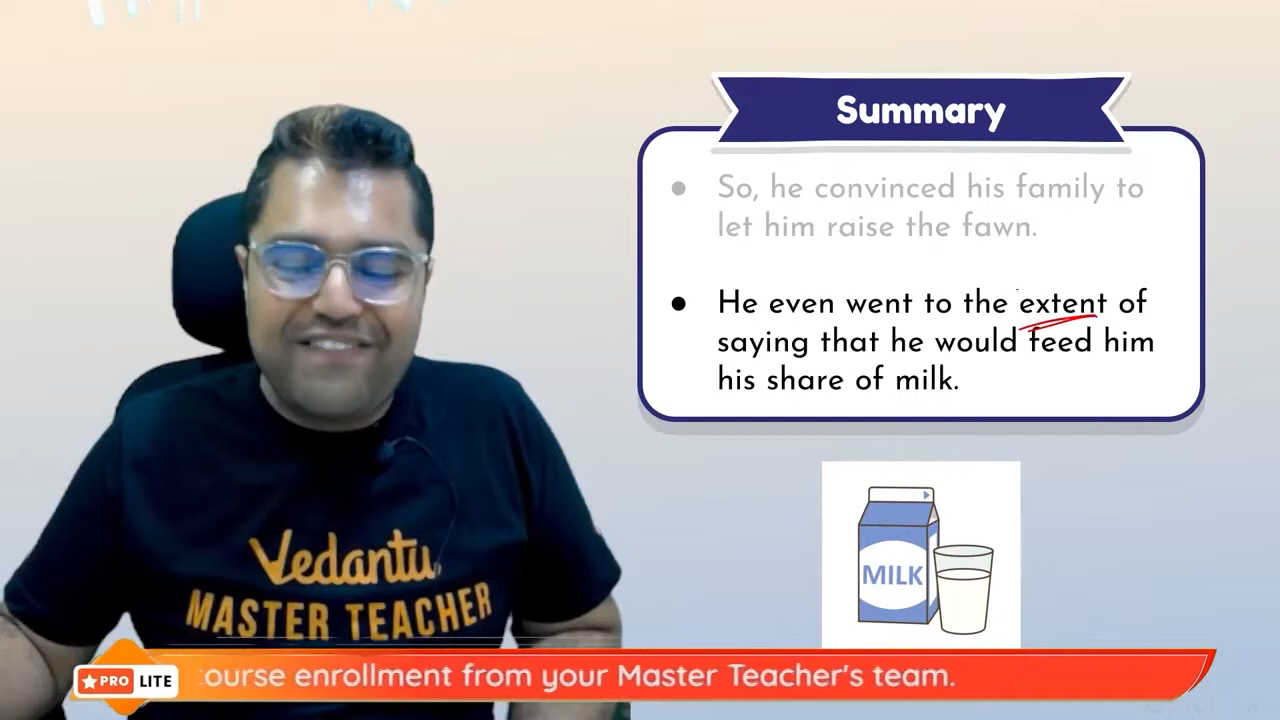 Summary
So, he convinced his family to
let him raise the fawn.
He even went to the extent of
saying that he would feed him
his share of milk.
MILK
Vedantu
MASTER TEACHER
PRO LITE
ourse enrollment from your Master Teacher's team.